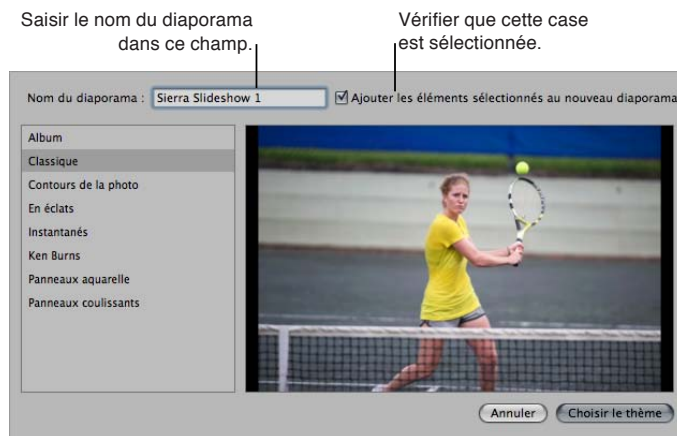 Saisir le nom du diaporama
dans ce champ.
Vérifier que cette case
est sélectionnée.
Nom du diaporama :
Sierra Slideshow 1
Ajouter les éléments sélectionnés au nouveau diaporama
Album
Classique
Contours de la photo
En éclats
Instantanés
Ken Burns
Panneaux aquarelle
Panneaux coulissants
Annuler
Choisir le thème